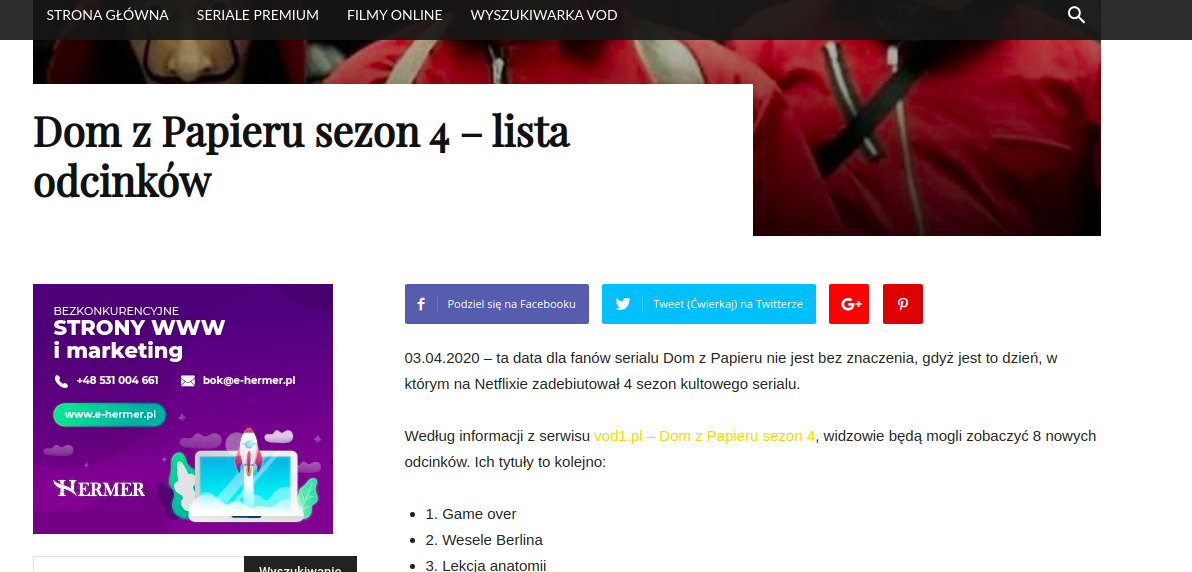 STRONA GŁÓWNA SERIALE PREMIUM FILMY ONLINE WYSZUKIWARKA VOD
Dom z Papieru sezon 4 – lista
odcinków
BEZKONKURENCYJNE
STRONY WWW
i marketing
+48 531 004 661 bok@e-hermer.pl
www.e-hermer.pl
HERMER
Wyszukiwanie
Podziel się na Facebooku Tweet (Ćwierkaj) na Twitterze G+
03.04.2020 – ta data dla fanów serialu Dom z Papieru nie jest bez znaczenia, gdyż jest to dzień, w
którym na Netflixie zadebiutował 4 sezon kultowego serialu.
Według informacji z serwisu vod1.pl – Dom z Papieru sezon 4, widzowie będą mogli zobaczyć 8 nowych
odcinków. Ich tytuły to kolejno:
• 1. Game over
• 2. Wesele Berlina
• 3. Lekcja anatomii